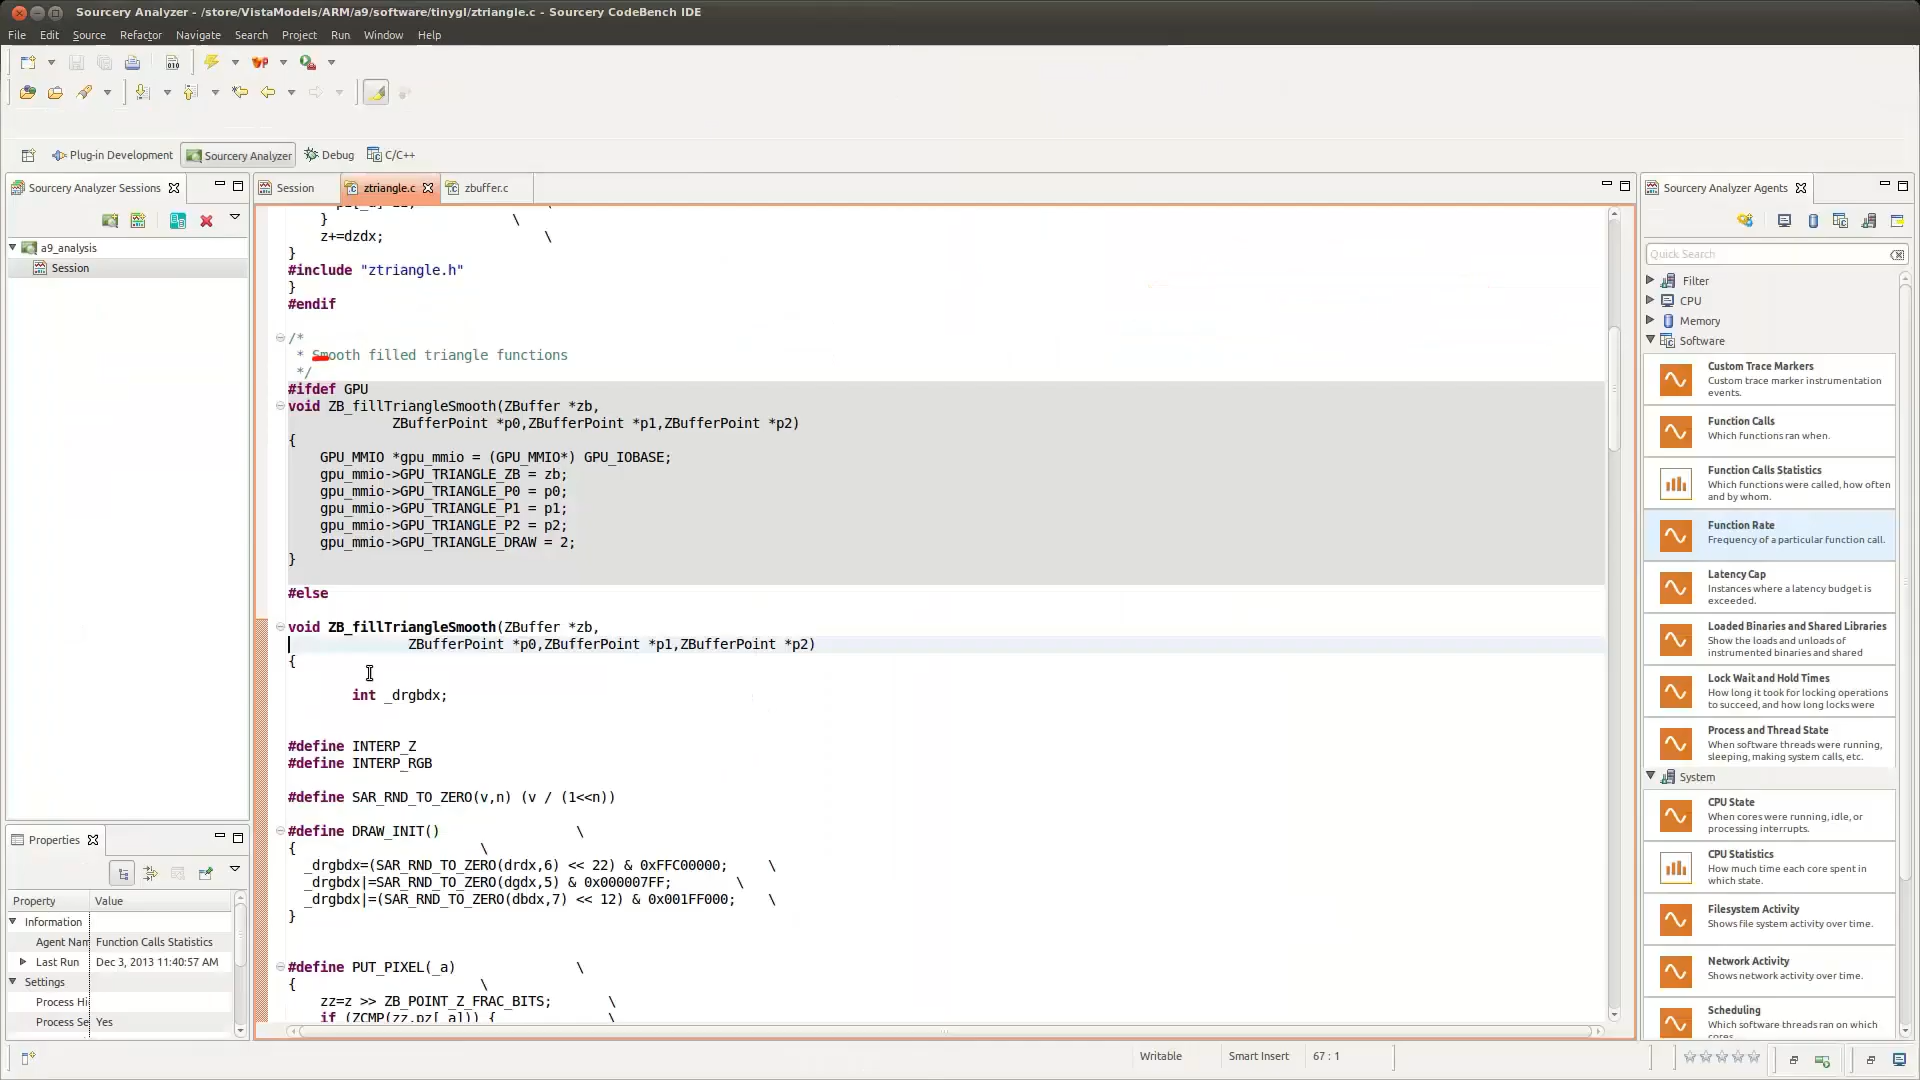 Sourcery Analyzer - /store/VistaModels/ARM/a9/software/tinygl/ztriangle.c - Sourcery CodeBench IDE
File Edit Source Refactor Navigate Search Project Run Window Help
Plug-in Development Sourcery Analyzer Debug C/C++
Sourcery Analyzer Sessions
a9_analysis
Session
Properties
Property Value
Information
Agent Nam Function Calls Statistics
Last Run Dec 3, 2013 11:40:57 AM
Settings
Process Hi
Process Se Yes
Session ztriangle.c zbuffer.c
} \
z+=dzdx; \
}
#include "ztriangle.h"
}
#endif
/*
* Smooth filled triangle functions
*/
#ifdef GPU
void ZB_fillTriangleSmooth(ZBuffer *zb,
ZBufferPoint *p0,ZBufferPoint *p1,ZBufferPoint *p2)
{
GPU_MMIO *gpu_mmio = (GPU_MMIO*) GPU_IOBASE;
gpu_mmio->GPU_TRIANGLE_ZB = zb;
gpu_mmio->GPU_TRIANGLE_P0 = p0;
gpu_mmio->GPU_TRIANGLE_P1 = p1;
gpu_mmio->GPU_TRIANGLE_P2 = p2;
gpu_mmio->GPU_TRIANGLE_DRAW = 2;
}
#else
void ZB_fillTriangleSmooth(ZBuffer *zb,
ZBufferPoint *p0,ZBufferPoint *p1,ZBufferPoint *p2)
{
int _drgbdx;
#define INTERP_Z
#define INTERP_RGB
#define SAR_RND_TO_ZERO(v,n) (v / (1<<n))
#define DRAW_INIT() \
{ \
_drgbdx=(SAR_RND_TO_ZERO(drdx,6) << 22) & 0xFFC00000; \
_drgbdx|=SAR_RND_TO_ZERO(dgdx,5) & 0x000007FF; \
_drgbdx|=(SAR_RND_TO_ZERO(dbdx,7) << 12) & 0x001FF000; \
}
#define PUT_PIXEL(_a) \
{ \
zz=z >> ZB_POINT_Z_FRAC_BITS; \
if (ZCMP(zz,pz[_a])) { \
Sourcery Analyzer Agents
Quick Search
Filter
CPU
Memory
Software
Custom Trace Markers
Custom trace marker instrumentation
events.
Function Calls
Which functions ran when.
Function Calls Statistics
Which functions were called, how often
and by whom.
Function Rate
Frequency of a particular function call.
Latency Cap
Instances where a latency budget is
exceeded.
Loaded Binaries and Shared Libraries
Show the loads and unloads of
instrumented binaries and shared
Lock Wait and Hold Times
How long it took for locking operations
to succeed, and how long locks were
Process and Thread State
When software threads were running,
sleeping, making system calls, etc.
System
CPU State
When cores were running, idle, or
processing interrupts.
CPU Statistics
How much time each core spent in
which state.
Filesystem Activity
Shows file system activity over time.
Network Activity
Shows network activity over time.
Scheduling
Which software threads ran on which
cores.
Writable Smart Insert 67 : 1